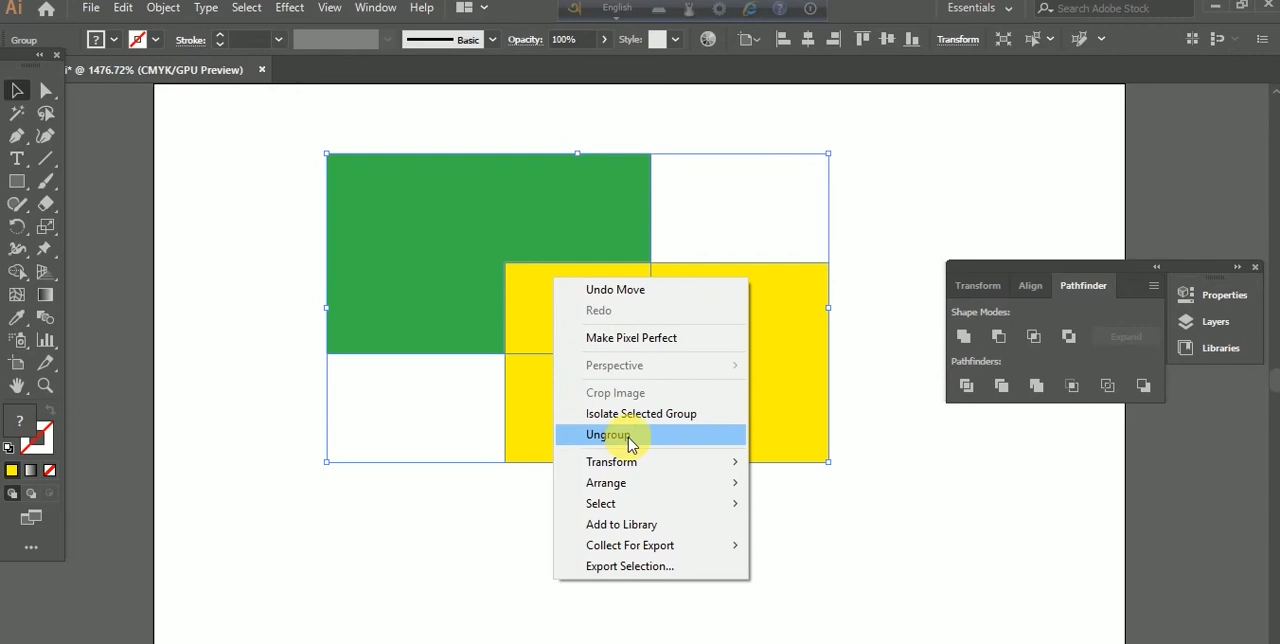 Ai File Edit Object Type Select Effect View Window Help English Essentials Search Adobe Stock
Group ? Stroke: Basic Opacity: 100% Style: Transform
i* @ 1476.72% (CMYK/GPU Preview) ×
Undo Move
Redo
Make Pixel Perfect
Perspective
Crop Image
Isolate Selected Group
Ungroup
Transform
Arrange
Select
Add to Library
Collect For Export
Export Selection...
Transform Align Pathfinder
Shape Modes:
Expand
Pathfinders:
Properties
Layers
Libraries
?